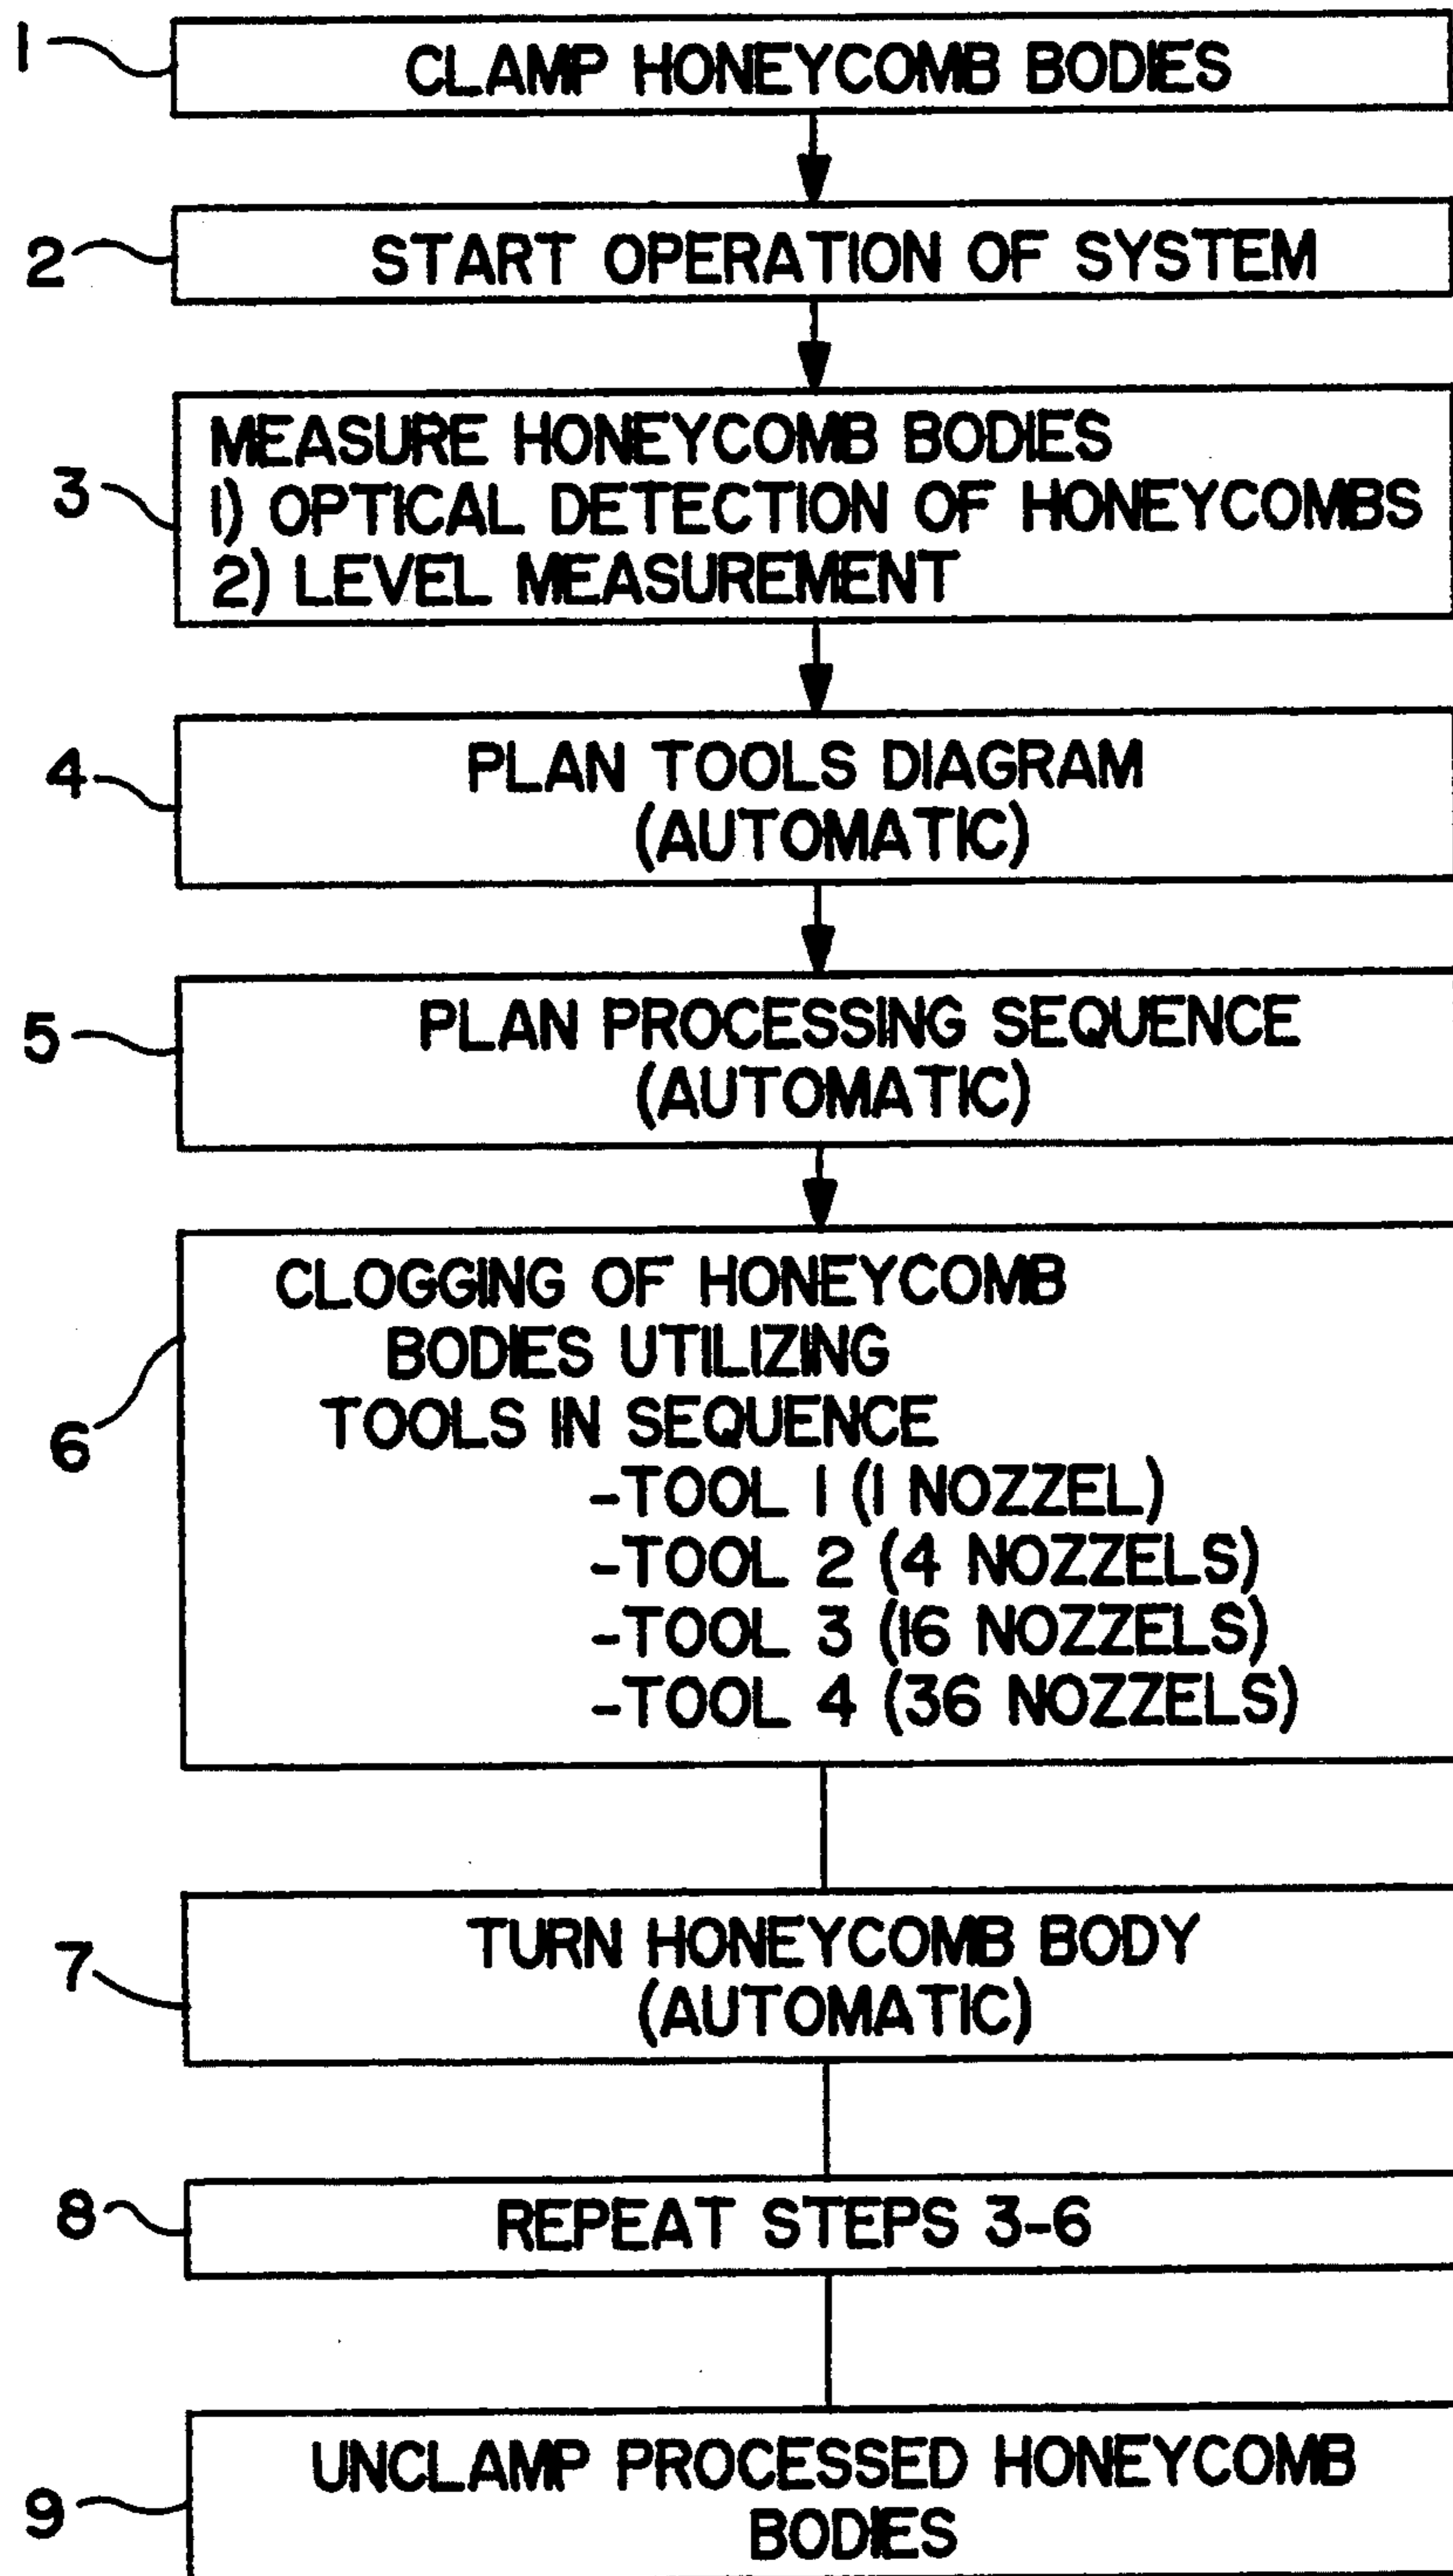 1 CLAMP HONEYCOMB BODIES
2 START OPERATION OF SYSTEM
3 MEASURE HONEYCOMB BODIES
1) OPTICAL DETECTION OF HONEYCOMBS
2) LEVEL MEASUREMENT
4 PLAN TOOLS DIAGRAM
(AUTOMATIC)
5 PLAN PROCESSING SEQUENCE
(AUTOMATIC)
6 CLOGGING OF HONEYCOMB
BODIES UTILIZING
TOOLS IN SEQUENCE
-TOOL 1 (1 NOZZEL)
-TOOL 2 (4 NOZZELS)
-TOOL 3 (16 NOZZELS)
-TOOL 4 (36 NOZZELS)
7 TURN HONEYCOMB BODY
(AUTOMATIC)
8 REPEAT STEPS 3-6
9 UNCLAMP PROCESSED HONEYCOMB
BODIES